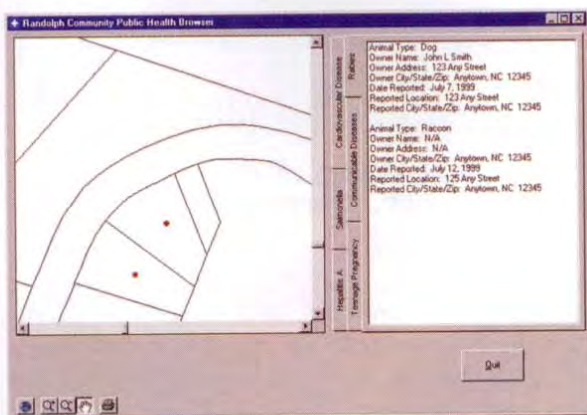 Randolph Community Public Health Browser
Cardiovascular Disease
Rabies
Salmonella
Communicable Diseases
Hepatitis A
Teenage Pregnancy
Animal Type: Dog
Owner Name: John L Smith
Owner Address: 123 Any Street
Owner City/State/Zip: Anytown, NC 12345
Date Reported: July 7, 1999
Reported Location: 123 Any Street
Reported City/State/Zip: Anytown, NC 12345
Animal Type: Racoon
Owner Name: N/A
Owner Address: N/A
Owner City/State/Zip: Anytown, NC 12345
Date Reported: July 12, 1999
Reported Location: 125 Any Street
Reported City/State/Zip: Anytown, NC 12345
Quit